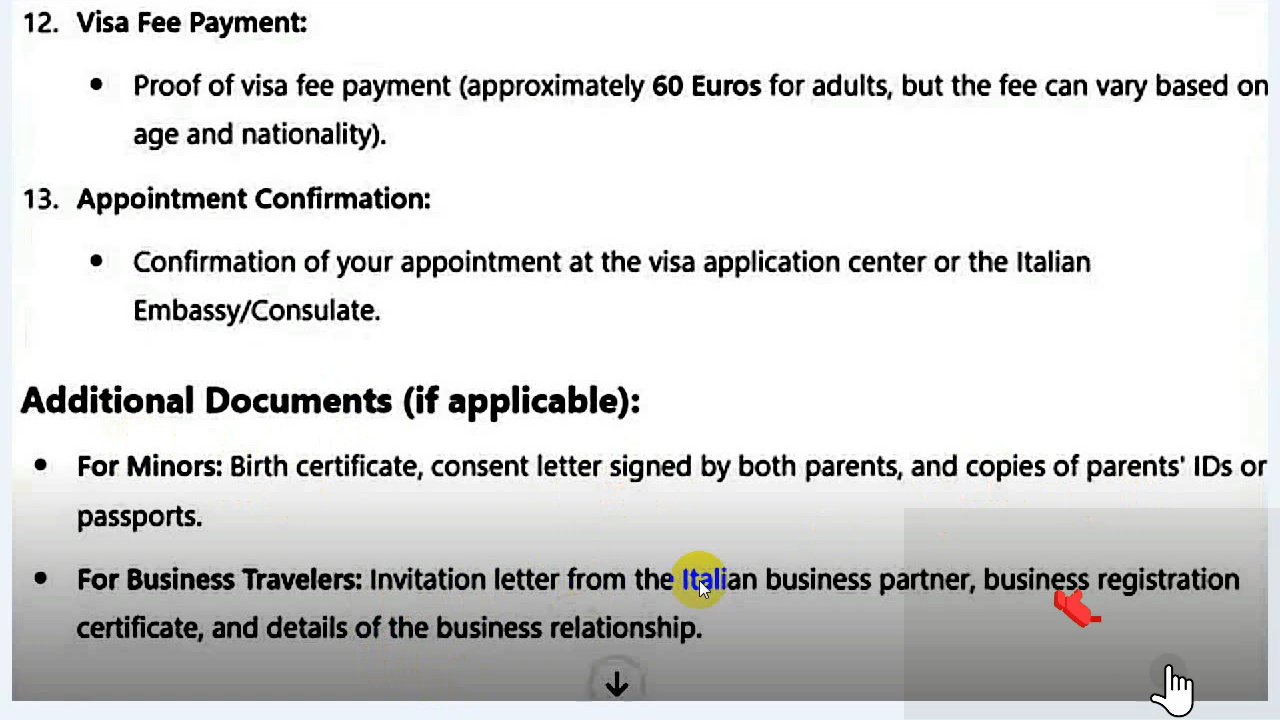 12. Visa Fee Payment:
• Proof of visa fee payment (approximately 60 Euros for adults, but the fee can vary based on
age and nationality).
13. Appointment Confirmation:
• Confirmation of your appointment at the visa application center or the Italian
Embassy/Consulate.
Additional Documents (if applicable):
• For Minors: Birth certificate, consent letter signed by both parents, and copies of parents' IDs or
passports.
• For Business Travelers: Invitation letter from the Italian business partner, business registration
certificate, and details of the business relationship.